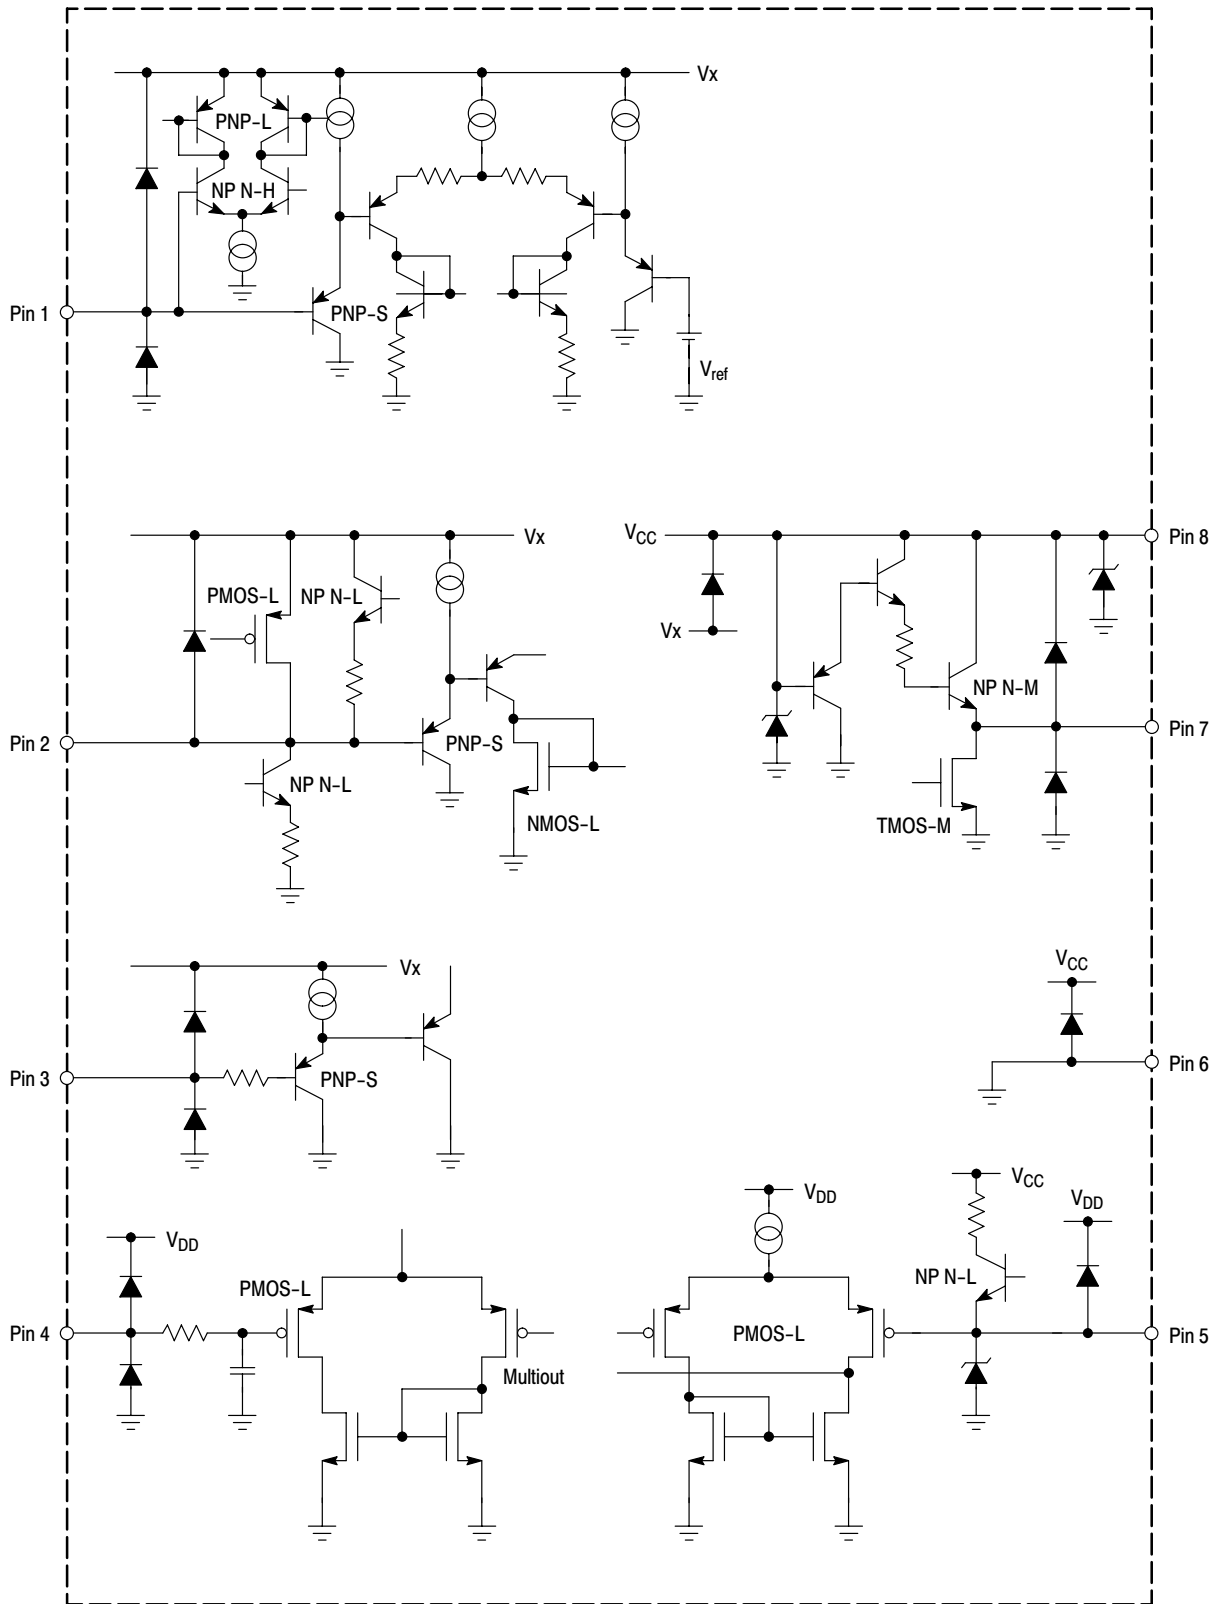 Vx
PNP-L
NP N-H
Pin 1
PNP-S
Vref
Vx
VCC
Pin 8
PMOS-L
NP N-L
Vx
NP N-M
Pin 2
PNP-S
Pin 7
NP N-L
NMOS-L
TMOS-M
Vx
VCC
Pin 3
PNP-S
Pin 6
VCC
VDD
VDD
VDD
NP N-L
PMOS-L
Pin 4
PMOS-L
Pin 5
Multiout